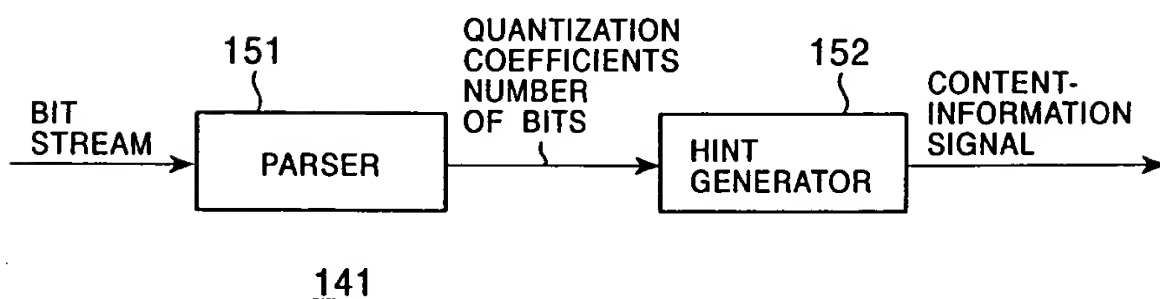 BIT
STREAM
151
PARSER
QUANTIZATION
COEFFICIENTS
NUMBER
OF BITS
152
HINT
GENERATOR
CONTENT-
INFORMATION
SIGNAL
141